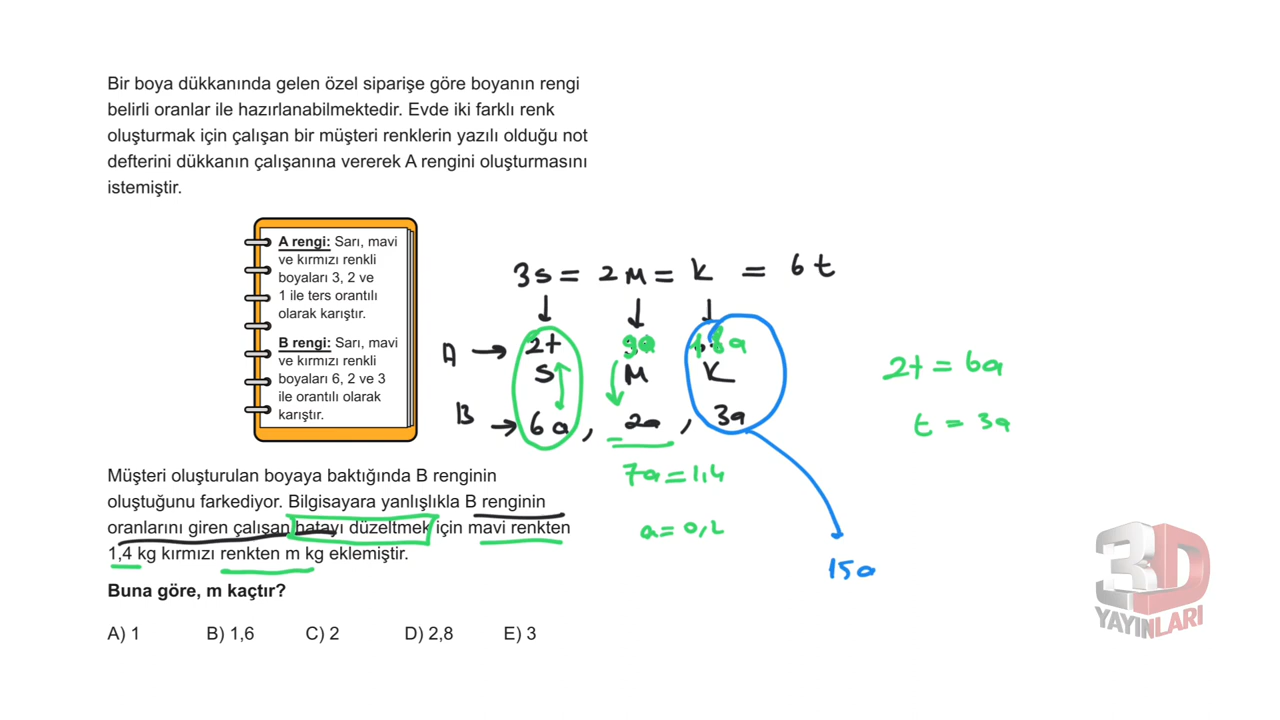 Bir boya dükkanında gelen özel siparişe göre boyanın rengi
belirli oranlar ile hazırlanabilmektedir. Evde iki farklı renk
oluşturmak için çalışan bir müşteri renklerin yazılı olduğu not
defterini dükkanın çalışanına vererek A rengini oluşturmasını
istemiştir.
A rengi: Sarı, mavi
ve kırmızı renkli
boyaları 3, 2 ve
1 ile ters orantılı
olarak karıştır.
B rengi: Sarı, mavi
ve kırmızı renkli
boyaları 6, 2 ve 3
ile orantılı olarak
karıştır.
3S = 2M = K = 6t
A → 2t
S M K
B → 6a, 2a, 3a
7a = 1,4
a = 0,2
2t = 6a
t = 3a
15a
Müşteri oluşturulan boyaya baktığında B renginin
oluştuğunu farkediyor. Bilgisayara yanlışlıkla B renginin
oranlarını giren çalışan hatayı düzeltmek için mavi renkten
1,4 kg kırmızı renkten m kg eklemiştir.
Buna göre, m kaçtır?
A) 1 B) 1,6 C) 2 D) 2,8 E) 3
3D
YAYINLARI